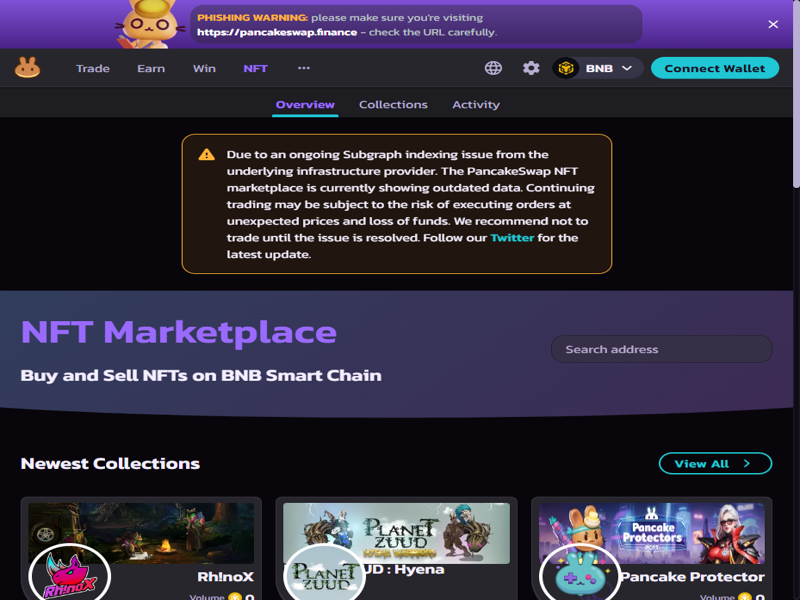 PHISHING WARNING: please make sure you're visiting
https://pancakeswap.finance - check the URL carefully.
Trade Earn Win NFT ··· BNB Connect Wallet
Overview Collections Activity
Due to an ongoing Subgraph indexing issue from the
underlying infrastructure provider. The PancakeSwap NFT
marketplace is currently showing outdated data. Continuing
trading may be subject to the risk of executing orders at
unexpected prices and loss of funds. We recommend not to
trade until the issue is resolved. Follow our Twitter for the
latest update.
NFT Marketplace
Search address
Buy and Sell NFTs on BNB Smart Chain
Newest Collections
View All
PLANET
ZUUD
Pancake
Protectors
RhinoX
Rh!noX
PLANET
ZUUD
UD : Hyena
Pancake Protector
Volume 0
Volume 0